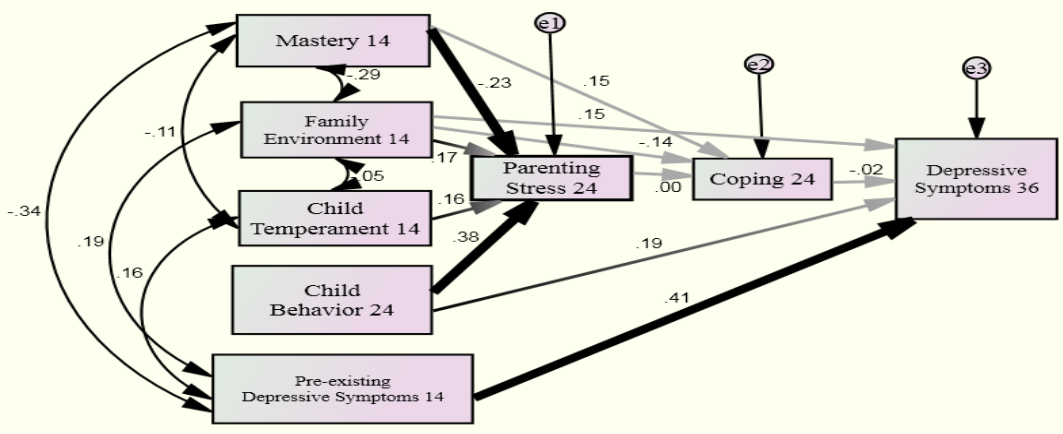 Mastery 14
e1
e2
e3
-.29
-.23
.15
.15
Family
Environment 14
-.11
-.14
.17
Parenting
Stress 24
.00
Coping 24
-.02
Depressive
Symptoms 36
-.05
Child
Temperament 14
.16
-.34
.19
.16
.38
.19
Child
Behavior 24
.41
Pre-existing
Depressive Symptoms 14